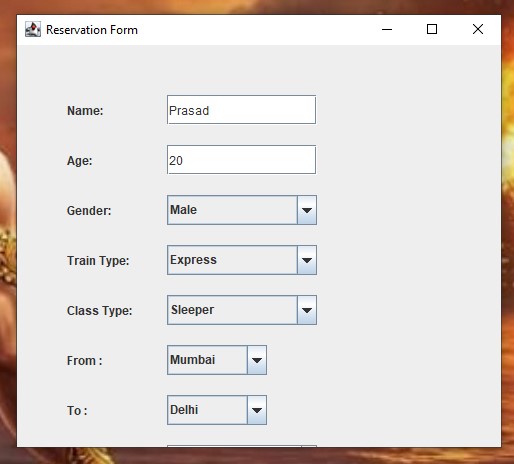 Reservation Form
Name: Prasad
Age: 20
Gender: Male
Train Type: Express
Class Type: Sleeper
From : Mumbai
To : Delhi